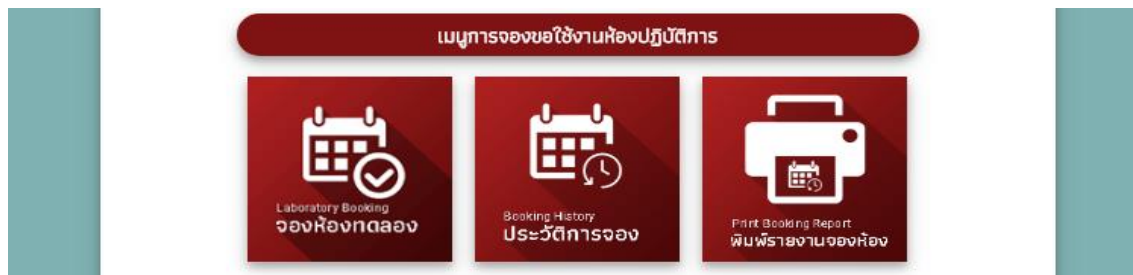 เมนูการจองขอใช้งานห้องปฏิบัติการ
Laboratory Booking
จองห้องทดลอง
Booking History
ประวัติการจอง
Print Booking Report
พิมพ์รายงานจองห้อง